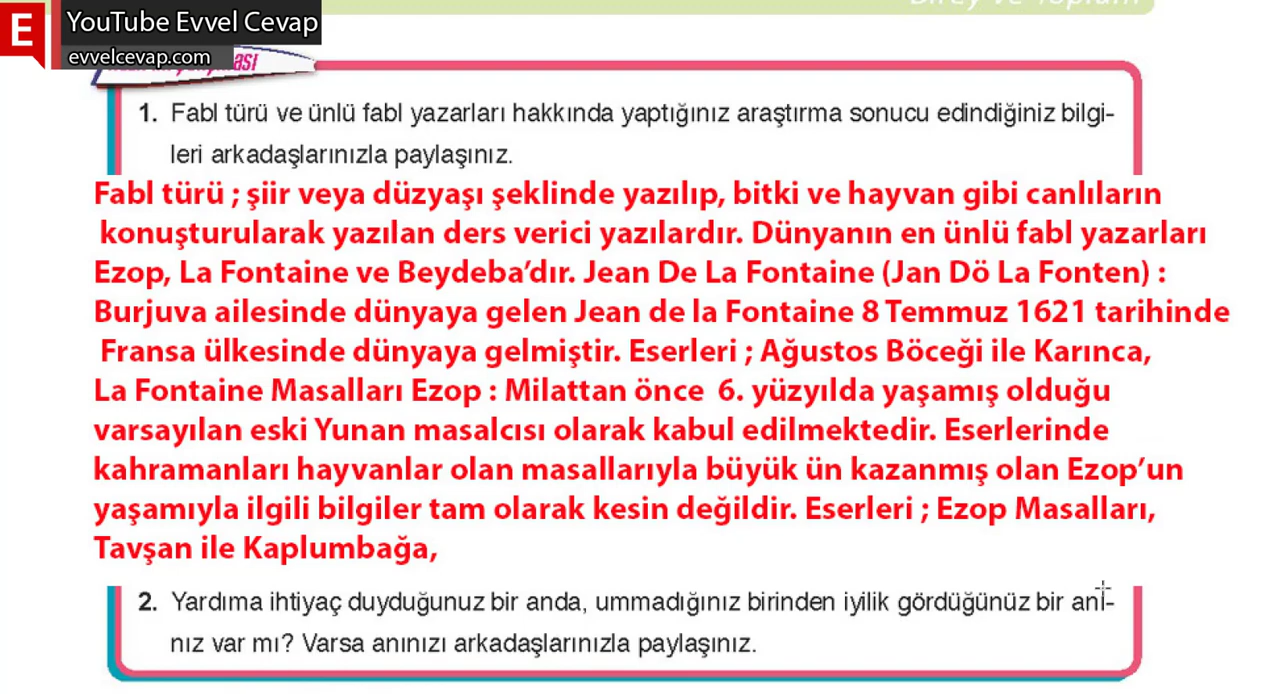 Birey ve Toplum
YouTube Evvel Cevap
evvelcevap.com
1. Fabl türü ve ünlü fabl yazarları hakkında yaptığınız araştırma sonucu edindiğiniz bilgi-
leri arkadaşlarınızla paylaşınız.
Fabl türü ; şiir veya düzyaşı şeklinde yazılıp, bitki ve hayvan gibi canlıların
konuşturularak yazılan ders verici yazılardır. Dünyanın en ünlü fabl yazarları
Ezop, La Fontaine ve Beydeba’dır. Jean De La Fontaine (Jan Dö La Fonten) :
Burjuva ailesinde dünyaya gelen Jean de la Fontaine 8 Temmuz 1621 tarihinde
Fransa ülkesinde dünyaya gelmiştir. Eserleri ; Ağustos Böceği ile Karınca,
La Fontaine Masalları Ezop : Milattan önce 6. yüzyılda yaşamış olduğu
varsayılan eski Yunan masalcısı olarak kabul edilmektedir. Eserlerinde
kahramanları hayvanlar olan masallarıyla büyük ün kazanmış olan Ezop’un
yaşamıyla ilgili bilgiler tam olarak kesin değildir. Eserleri ; Ezop Masalları,
Tavşan ile Kaplumbağa,
2. Yardıma ihtiyaç duyduğunuz bir anda, ummadığınız birinden iyilik gördüğünüz bir anı-
nız var mı? Varsa anınızı arkadaşlarınızla paylaşınız.